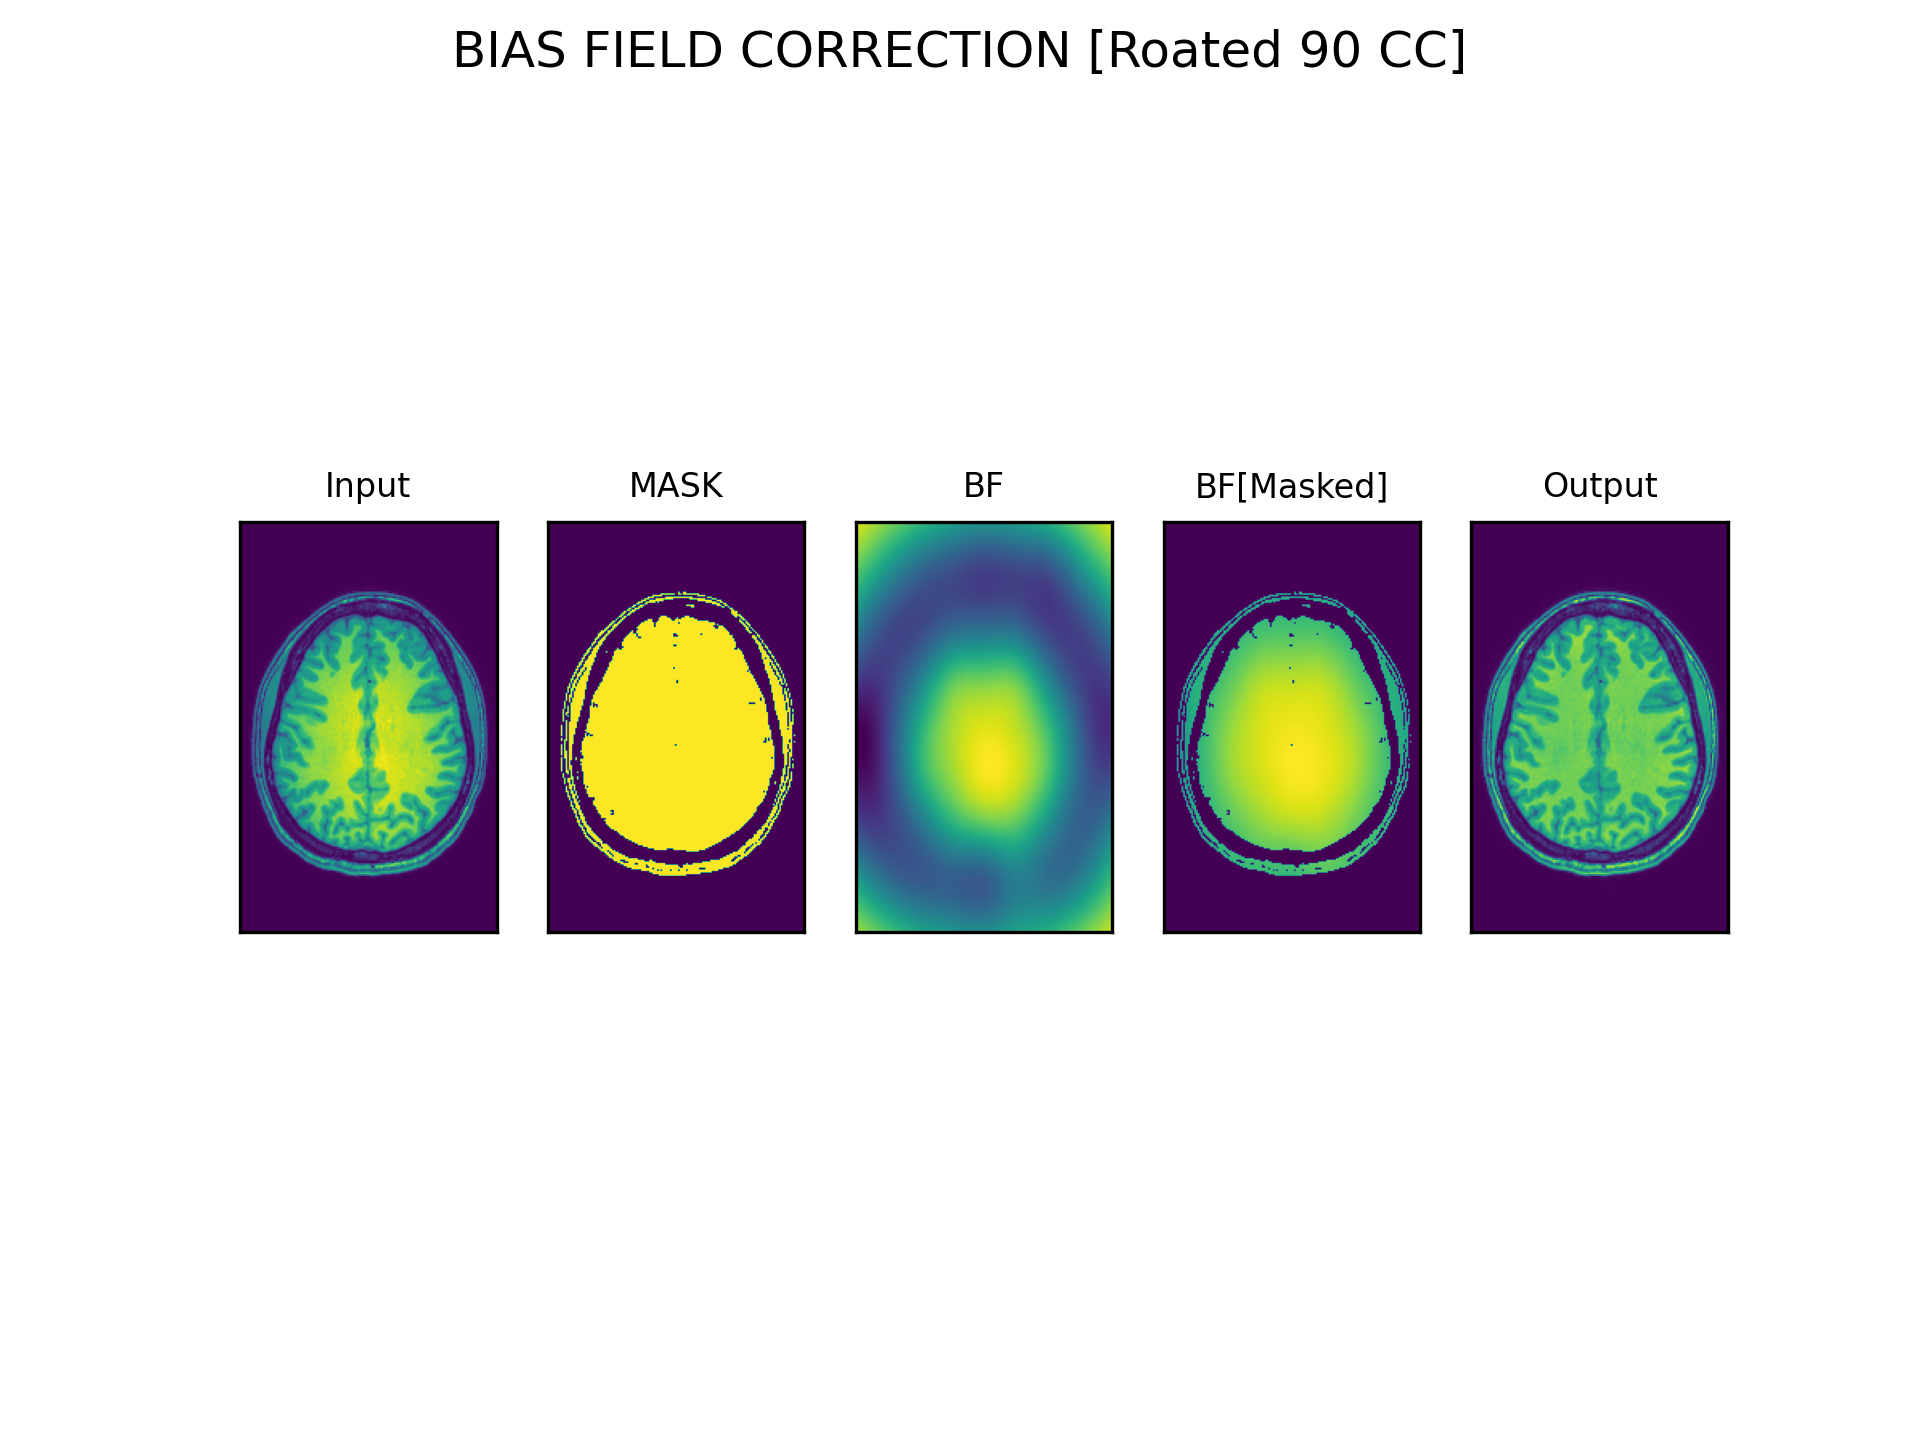 BIAS FIELD CORRECTION [Roated 90 CC]
Input
MASK
BF
BF[Masked]
Output